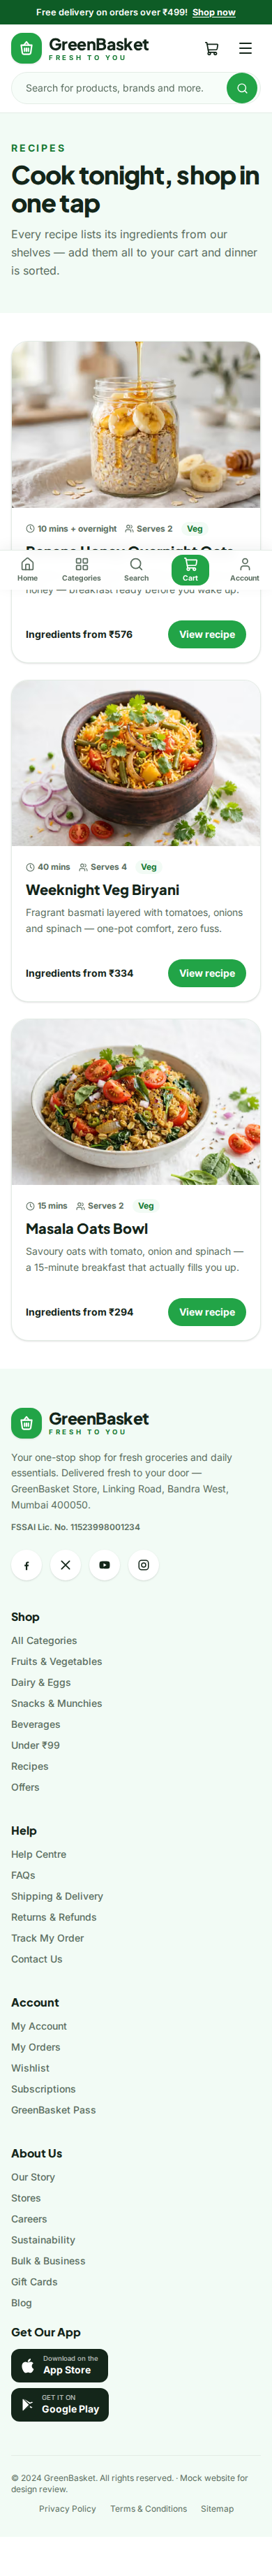 Free delivery on orders over ₹499! Shop now
GreenBasket
FRESH TO YOU
Search for products, brands and more.
RECIPES
Cook tonight, shop in
one tap
Every recipe lists its ingredients from our
shelves — add them all to your cart and dinner
is sorted.
10 mins + overnight Serves 2 Veg
Banana Honey Overnight Oats
Home Categories Search Cart Account
honey — breakfast ready before you wake up.
Ingredients from ₹576 View recipe
40 mins Serves 4 Veg
Weeknight Veg Biryani
Fragrant basmati layered with tomatoes, onions
and spinach — one-pot comfort, zero fuss.
Ingredients from ₹334 View recipe
15 mins Serves 2 Veg
Masala Oats Bowl
Savoury oats with tomato, onion and spinach —
a 15-minute breakfast that actually fills you up.
Ingredients from ₹294 View recipe
GreenBasket
FRESH TO YOU
Your one-stop shop for fresh groceries and daily
essentials. Delivered fresh to your door —
GreenBasket Store, Linking Road, Bandra West,
Mumbai 400050.
FSSAI Lic. No. 11523998001234
Shop
All Categories
Fruits & Vegetables
Dairy & Eggs
Snacks & Munchies
Beverages
Under ₹99
Recipes
Offers
Help
Help Centre
FAQs
Shipping & Delivery
Returns & Refunds
Track My Order
Contact Us
Account
My Account
My Orders
Wishlist
Subscriptions
GreenBasket Pass
About Us
Our Story
Stores
Careers
Sustainability
Bulk & Business
Gift Cards
Blog
Get Our App
Download on the
App Store
GET IT ON
Google Play
© 2024 GreenBasket. All rights reserved. · Mock website for
design review.
Privacy Policy Terms & Conditions Sitemap